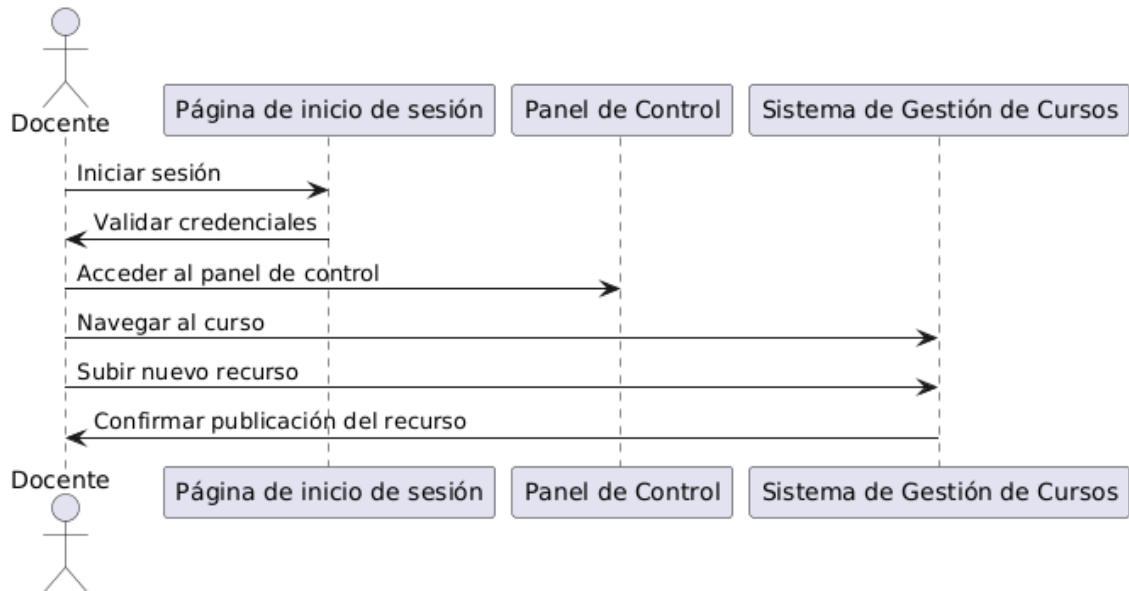 Docente
Página de inicio de sesión
Panel de Control
Sistema de Gestión de Cursos
Iniciar sesión
Validar credenciales
Acceder al panel de control
Navegar al curso
Subir nuevo recurso
Confirmar publicación del recurso
Docente
Página de inicio de sesión
Panel de Control
Sistema de Gestión de Cursos